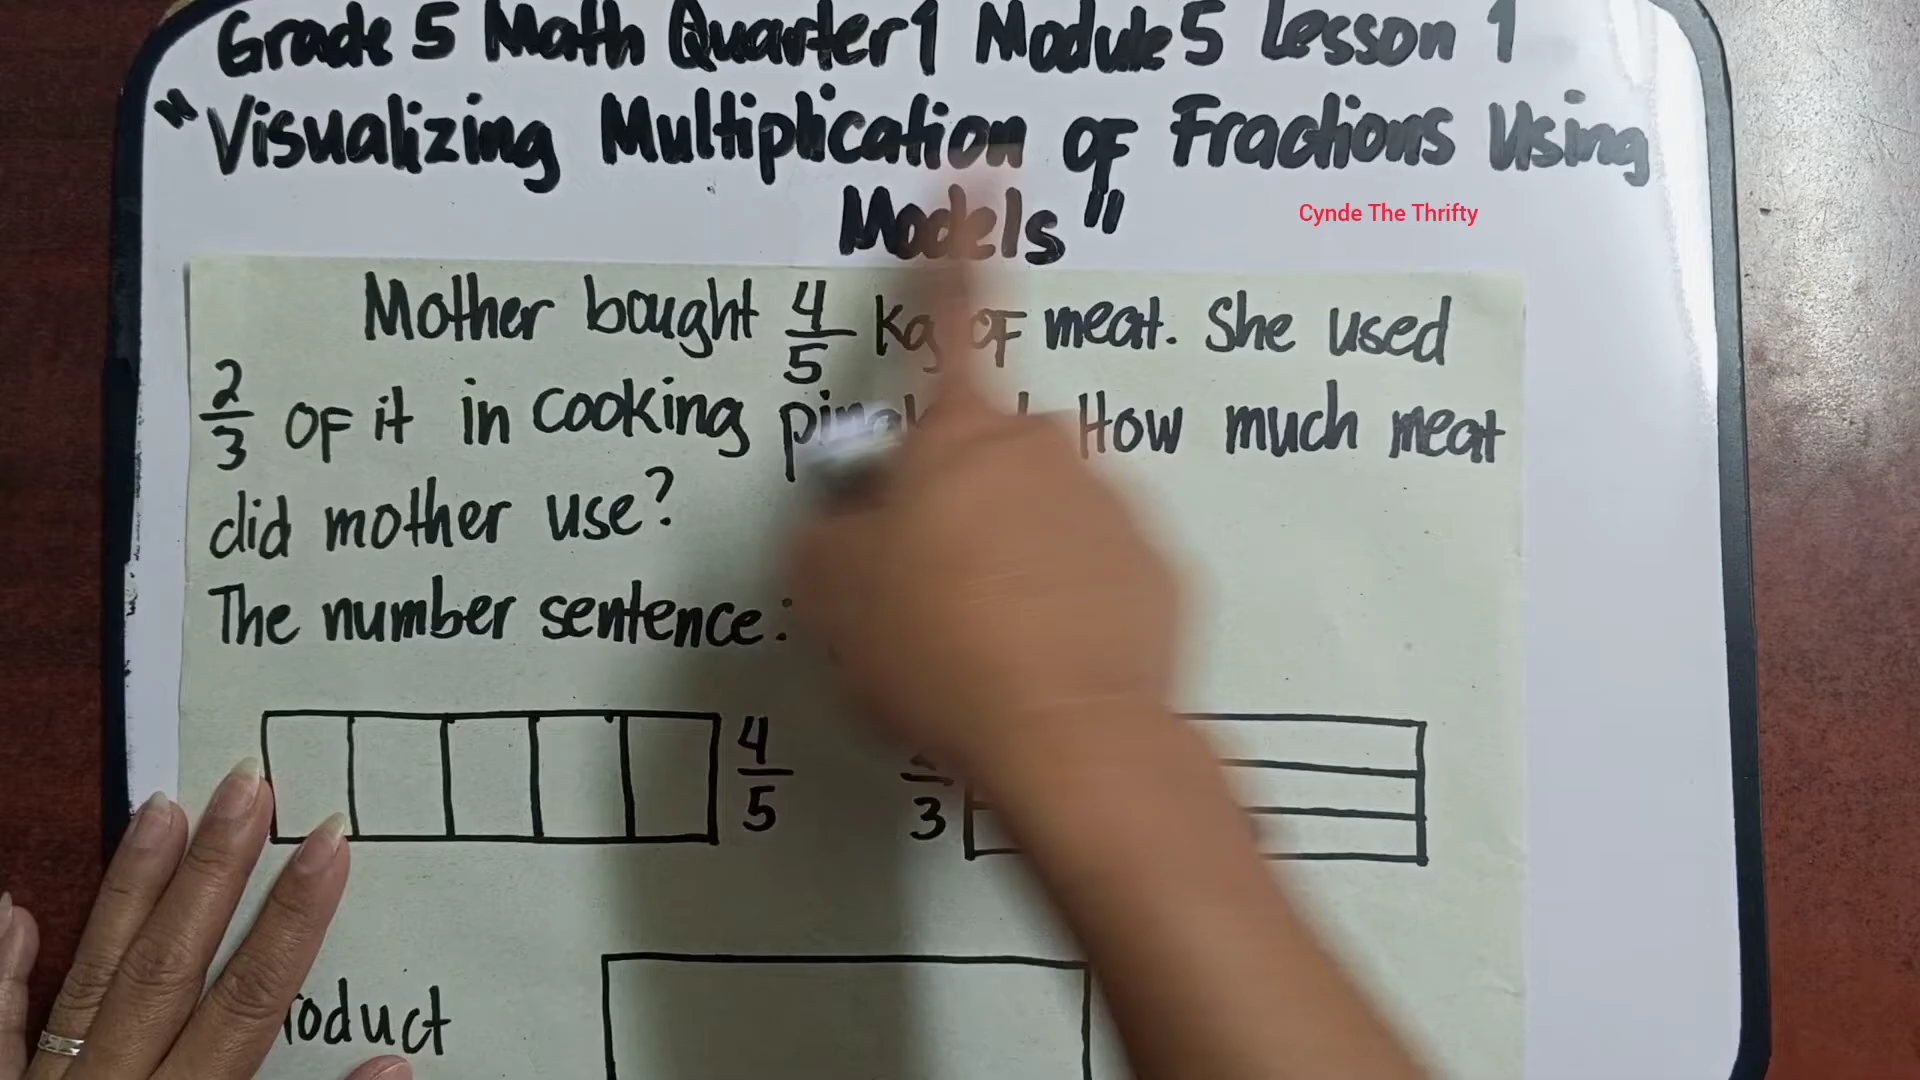 Grade 5 Math Quarter 1 Module 5 Lesson 1
"Visualizing Multiplication of Fractions Using
Models"
Cynde The Thrifty
Mother bought 4/5 Kg of meat. She used
2/3 of it in cooking How much meat
did mother use?
The number sentence:
4/5
3
roduct